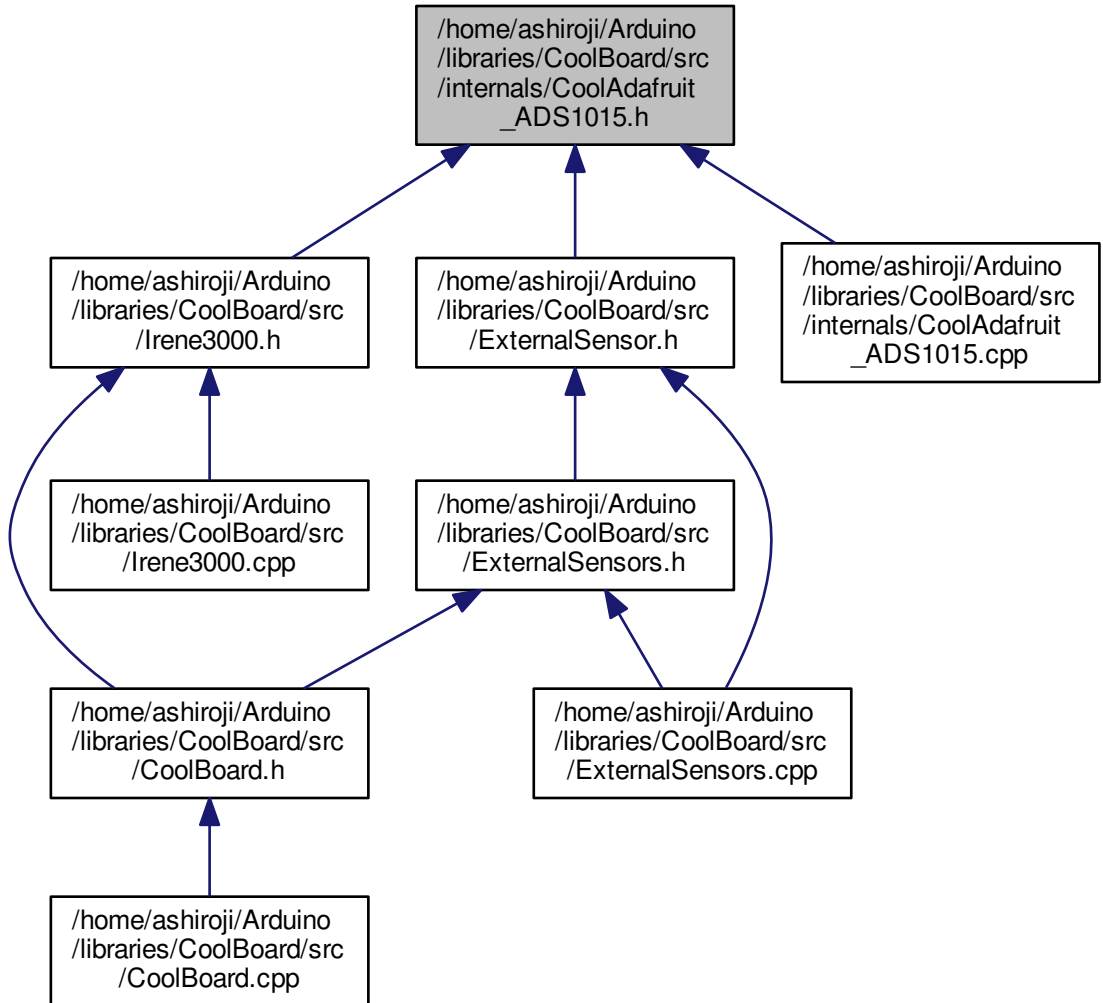 /home/ashiroji/Arduino
/libraries/CoolBoard/src
/internals/CoolAdafruit
_ADS1015.h
/home/ashiroji/Arduino
/libraries/CoolBoard/src
/Irene3000.h
/home/ashiroji/Arduino
/libraries/CoolBoard/src
/ExternalSensor.h
/home/ashiroji/Arduino
/libraries/CoolBoard/src
/internals/CoolAdafruit
_ADS1015.cpp
/home/ashiroji/Arduino
/libraries/CoolBoard/src
/Irene3000.cpp
/home/ashiroji/Arduino
/libraries/CoolBoard/src
/ExternalSensors.h
/home/ashiroji/Arduino
/libraries/CoolBoard/src
/CoolBoard.h
/home/ashiroji/Arduino
/libraries/CoolBoard/src
/ExternalSensors.cpp
/home/ashiroji/Arduino
/libraries/CoolBoard/src
/CoolBoard.cpp